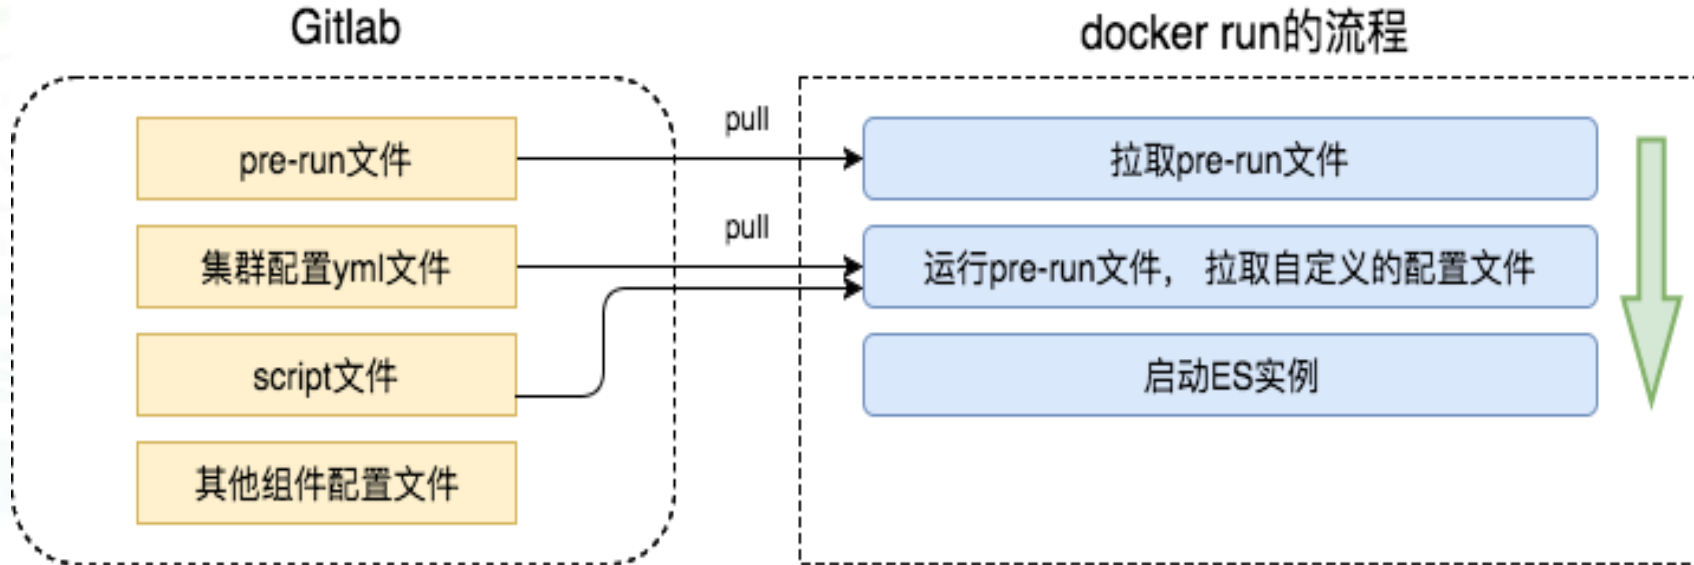 Gitlab
docker run的流程
pre-run文件
pull
拉取pre-run文件
集群配置yml文件
pull
运行pre-run文件， 拉取自定义的配置文件
script文件
启动ES实例
其他组件配置文件